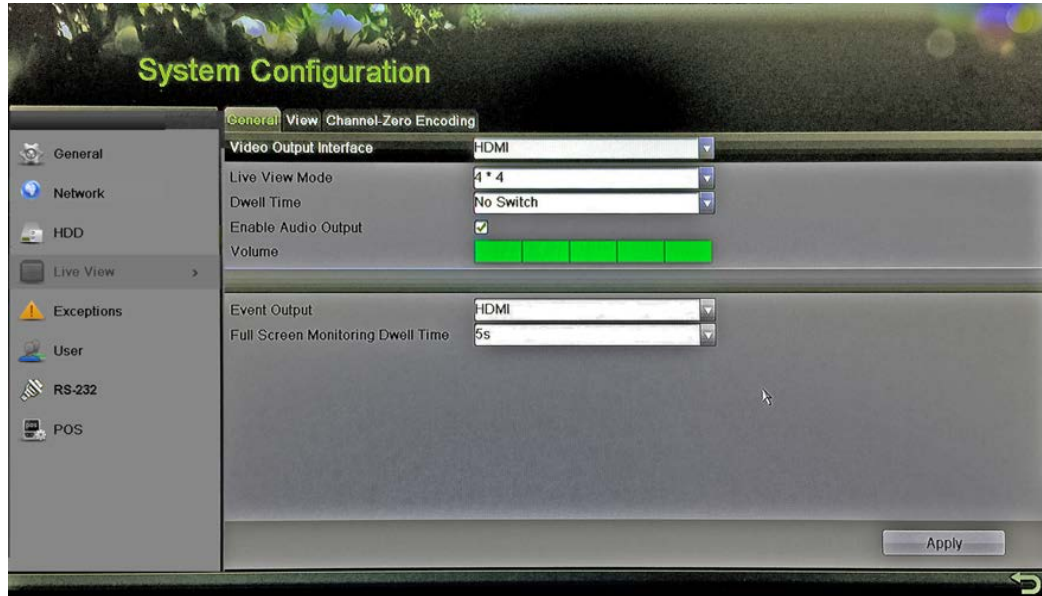 System Configuration
General View Channel-Zero Encoding
Video Output Interface HDMI
Live View Mode 4 * 4
Dwell Time No Switch
Enable Audio Output
Volume
Event Output HDMI
Full Screen Monitoring Dwell Time 5s
General
Network
HDD
Live View
Exceptions
User
RS-232
POS
Apply